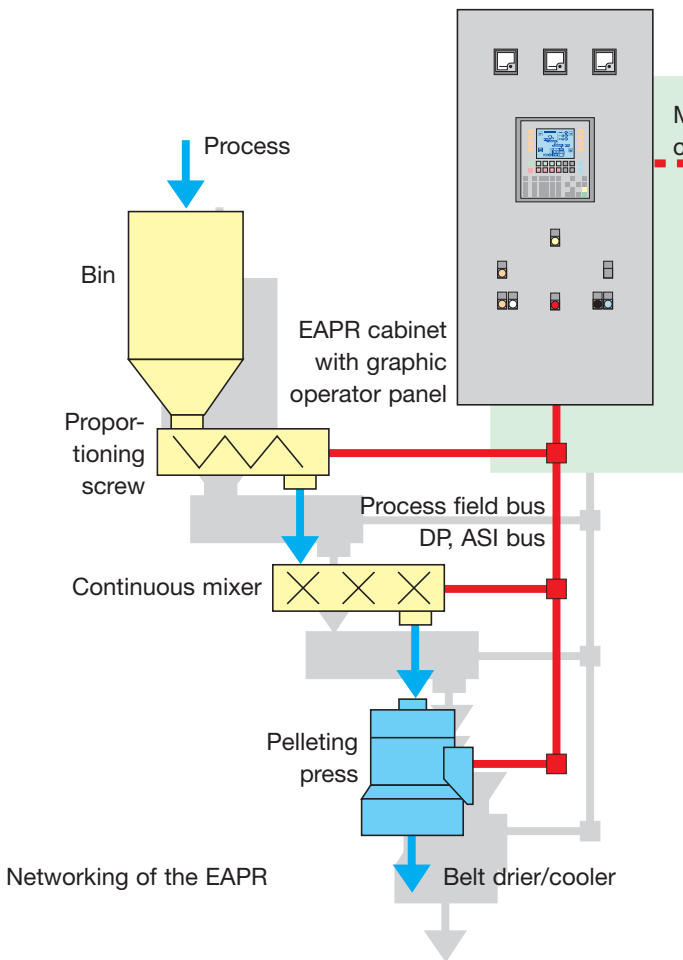 Process
Bin
EAPR cabinet
with graphic
operator panel
Propor-
tioning
screw
Process field bus
DP, ASI bus
Continuous mixer
Pelleting
press
Networking of the EAPR
Belt drier/cooler